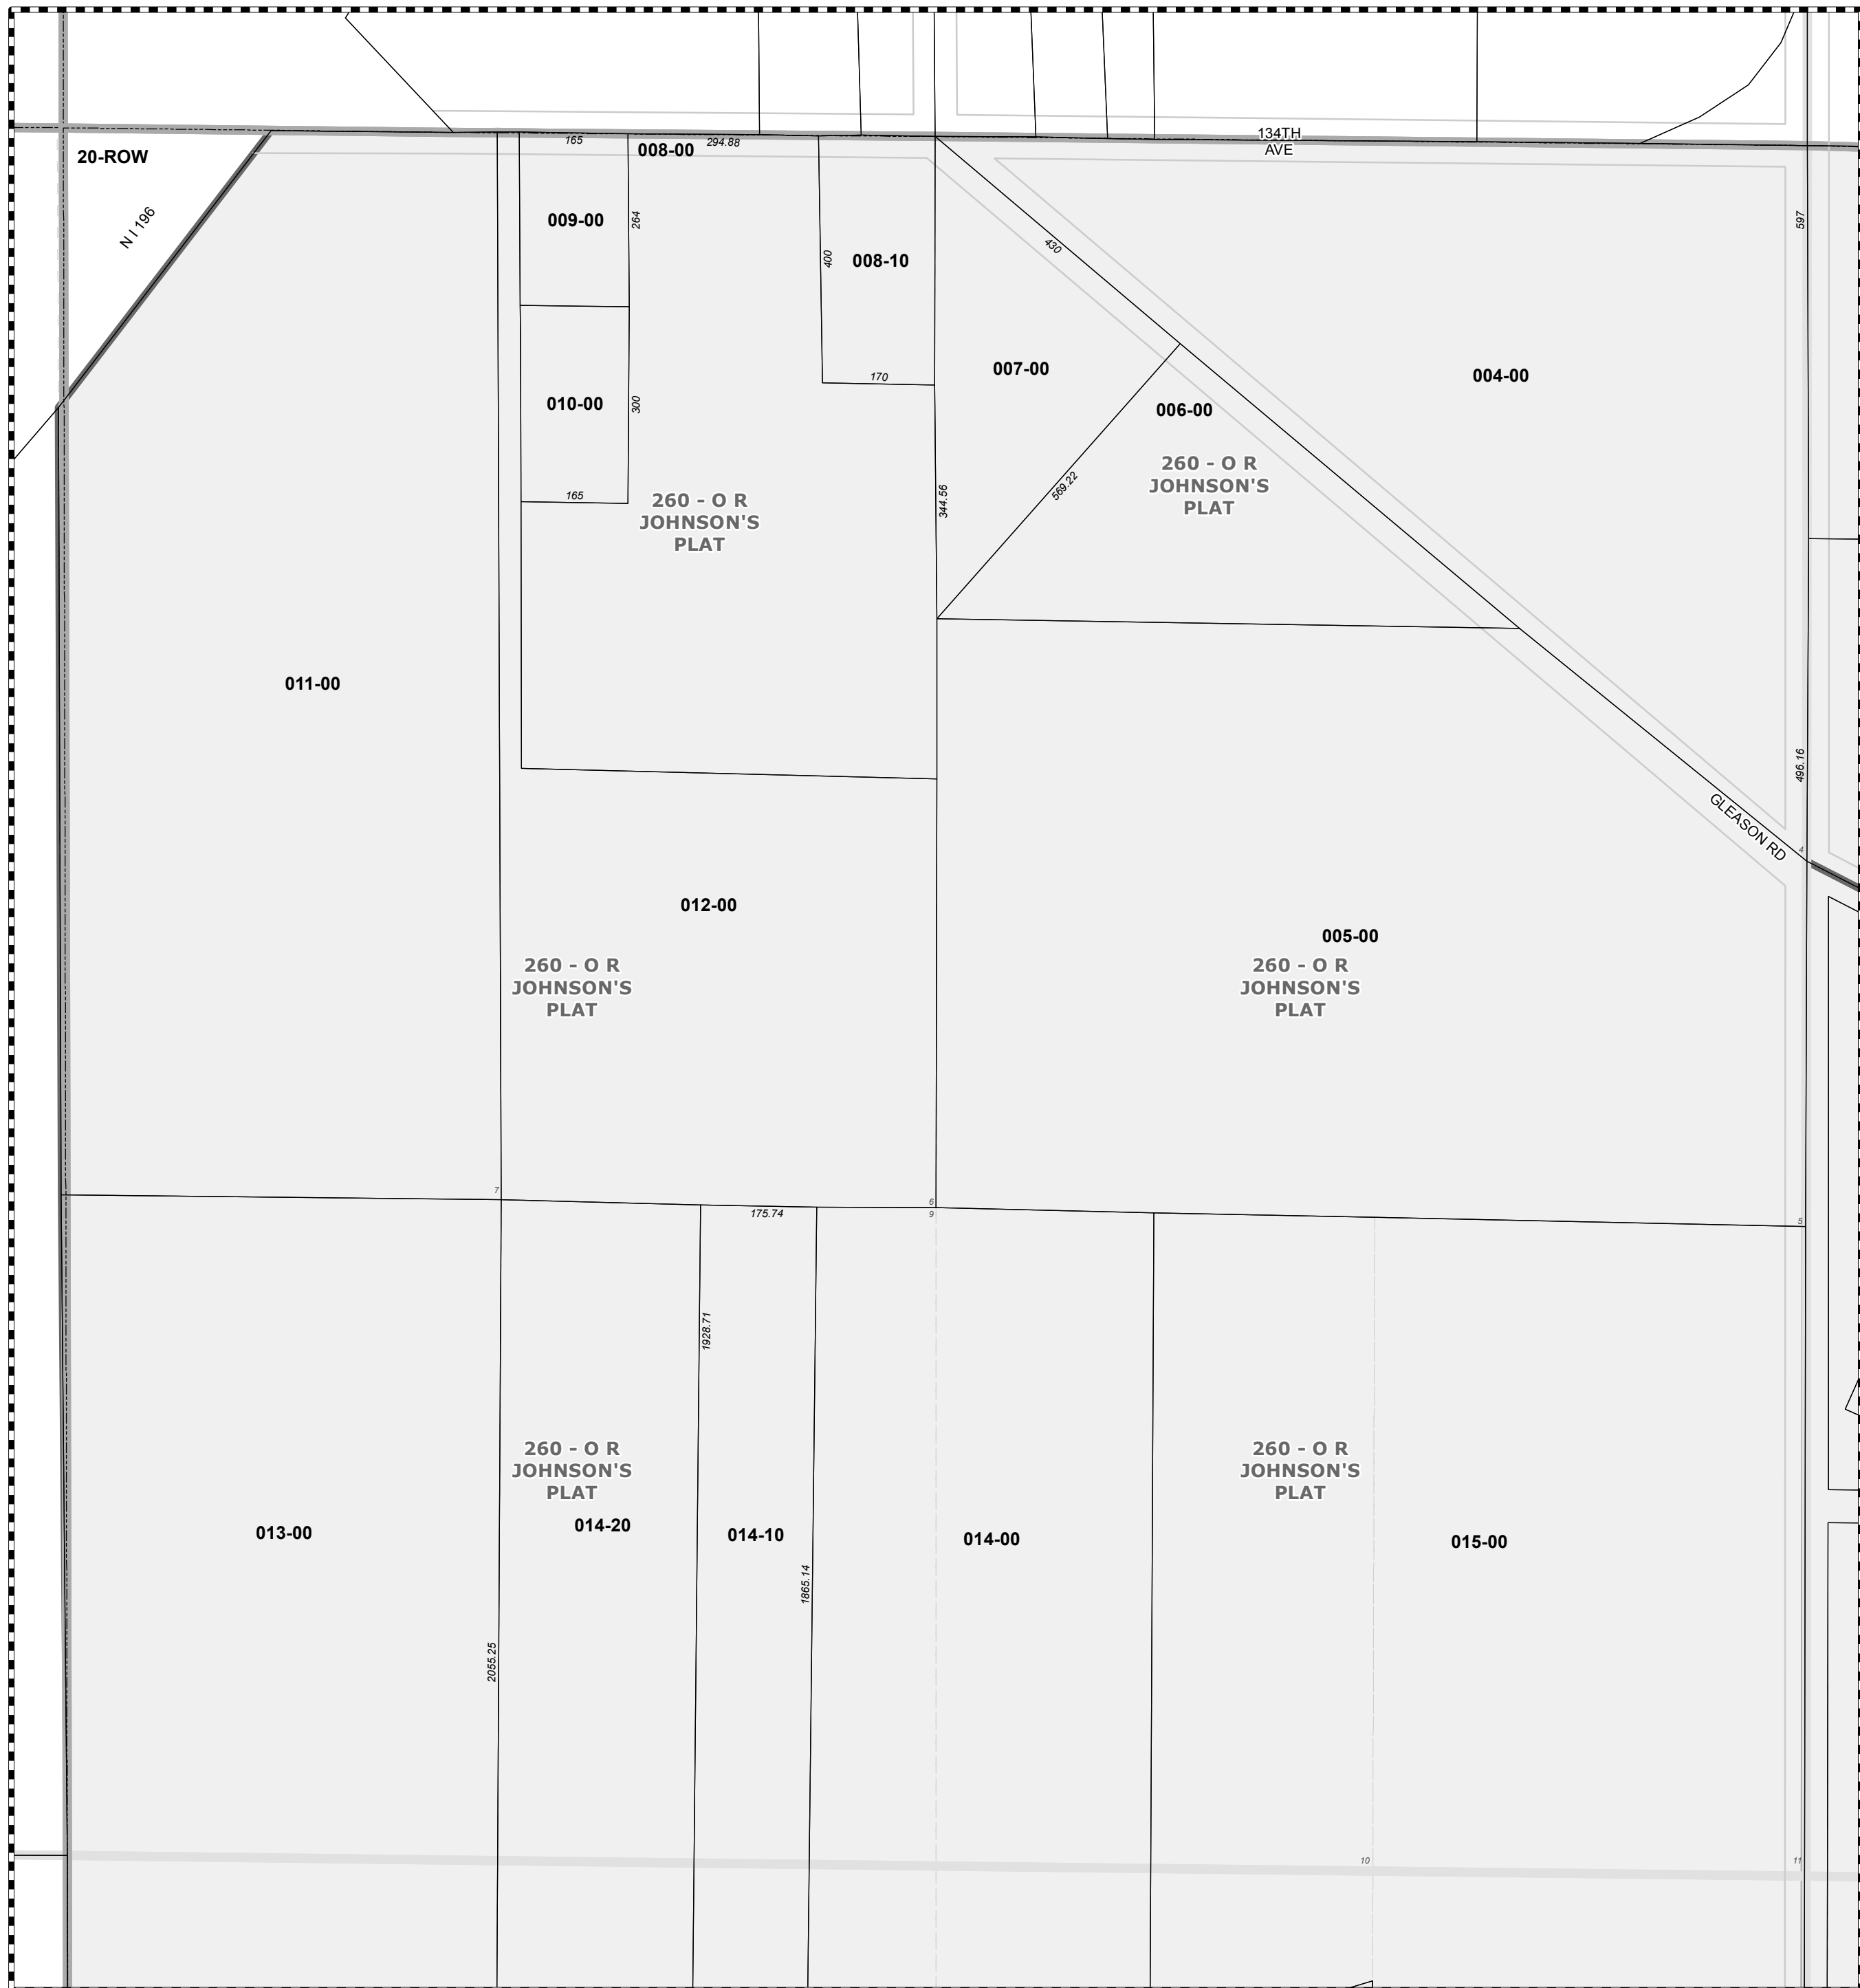 134TH
AVE
20-ROW
165
294.88
008-00
N I 196
009-00
264
597
430
400
008-10
007-00
170
004-00
010-00
300
006-00
260 - O R
JOHNSON'S
PLAT
569.22
344.56
165
260 - O R
JOHNSON'S
PLAT
011-00
496.16
GLEASON RD
4
012-00
005-00
260 - O R
JOHNSON'S
PLAT
260 - O R
JOHNSON'S
PLAT
7
6
9
175.74
5
1928.71
260 - O R
JOHNSON'S
PLAT
260 - O R
JOHNSON'S
PLAT
013-00
014-20
014-10
014-00
015-00
1865.14
2055.25
10
11